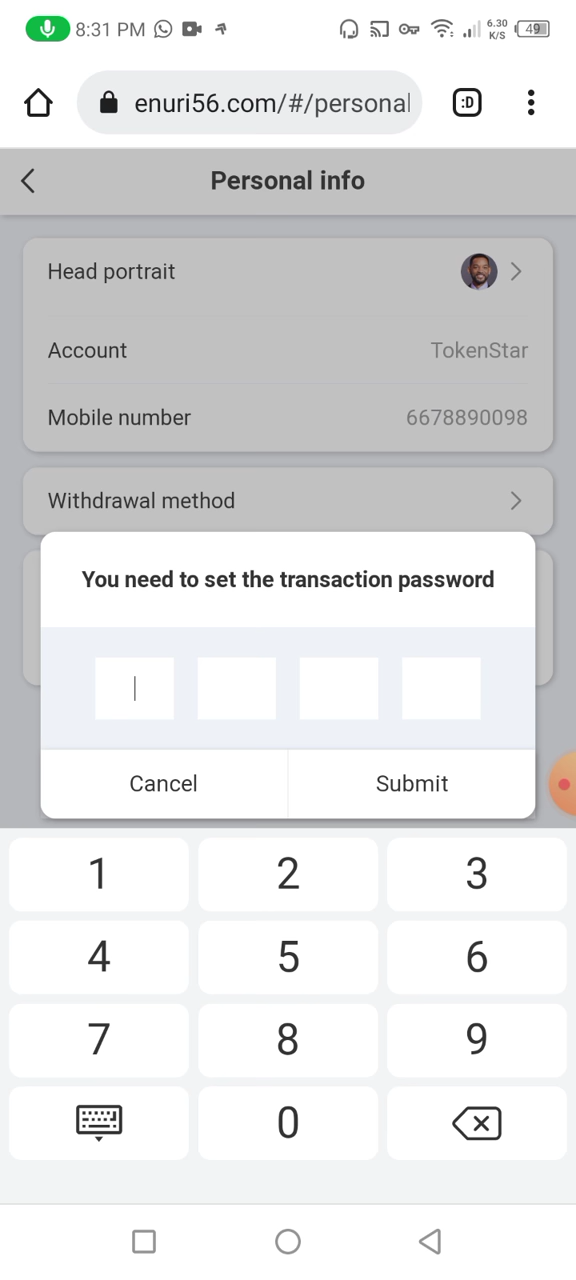 8:31 PM 6.30 K/S 49
enuri56.com/#/personal :D
Personal info
Head portrait
Account TokenStar
Mobile number 6678890098
Withdrawal method
You need to set the transaction password
Cancel Submit
1 2 3
4 5 6
7 8 9
0